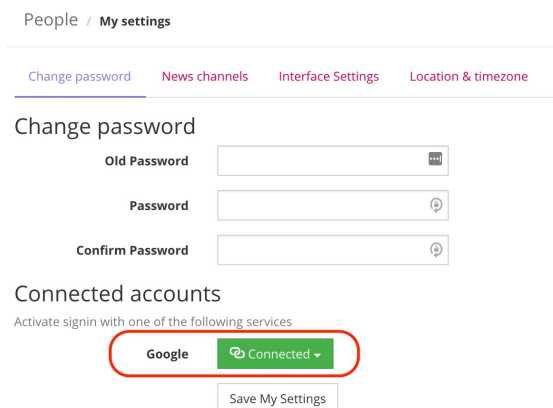 People / My settings
Change password News channels Interface Settings Location & timezone
Change password
Old Password
Password
Confirm Password
Connected accounts
Activate signin with one of the following services
Google Connected
Save My Settings